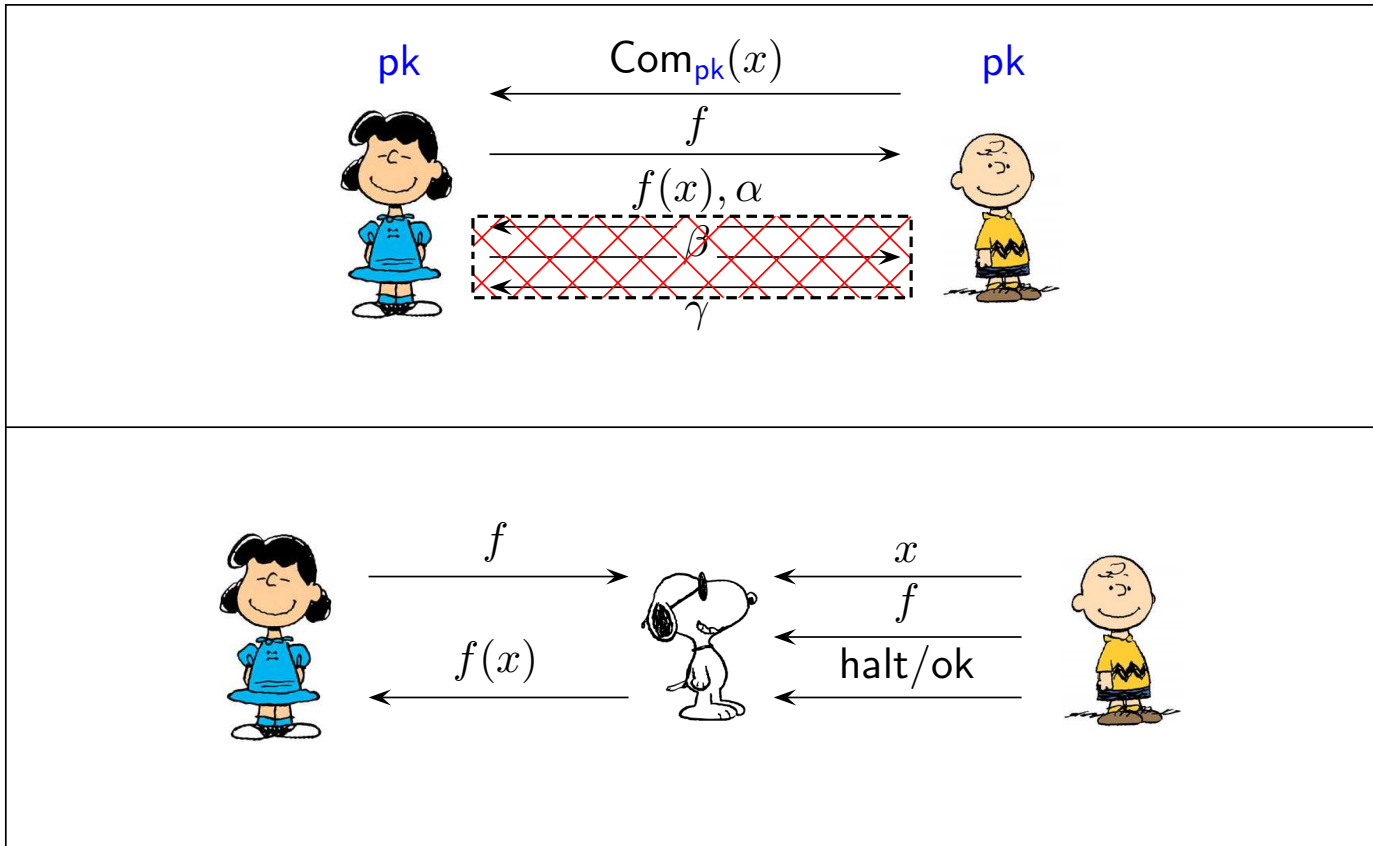 pk Com_pk(x) pk
f
f(x), α
β
γ
f x
f
f(x) halt/ok